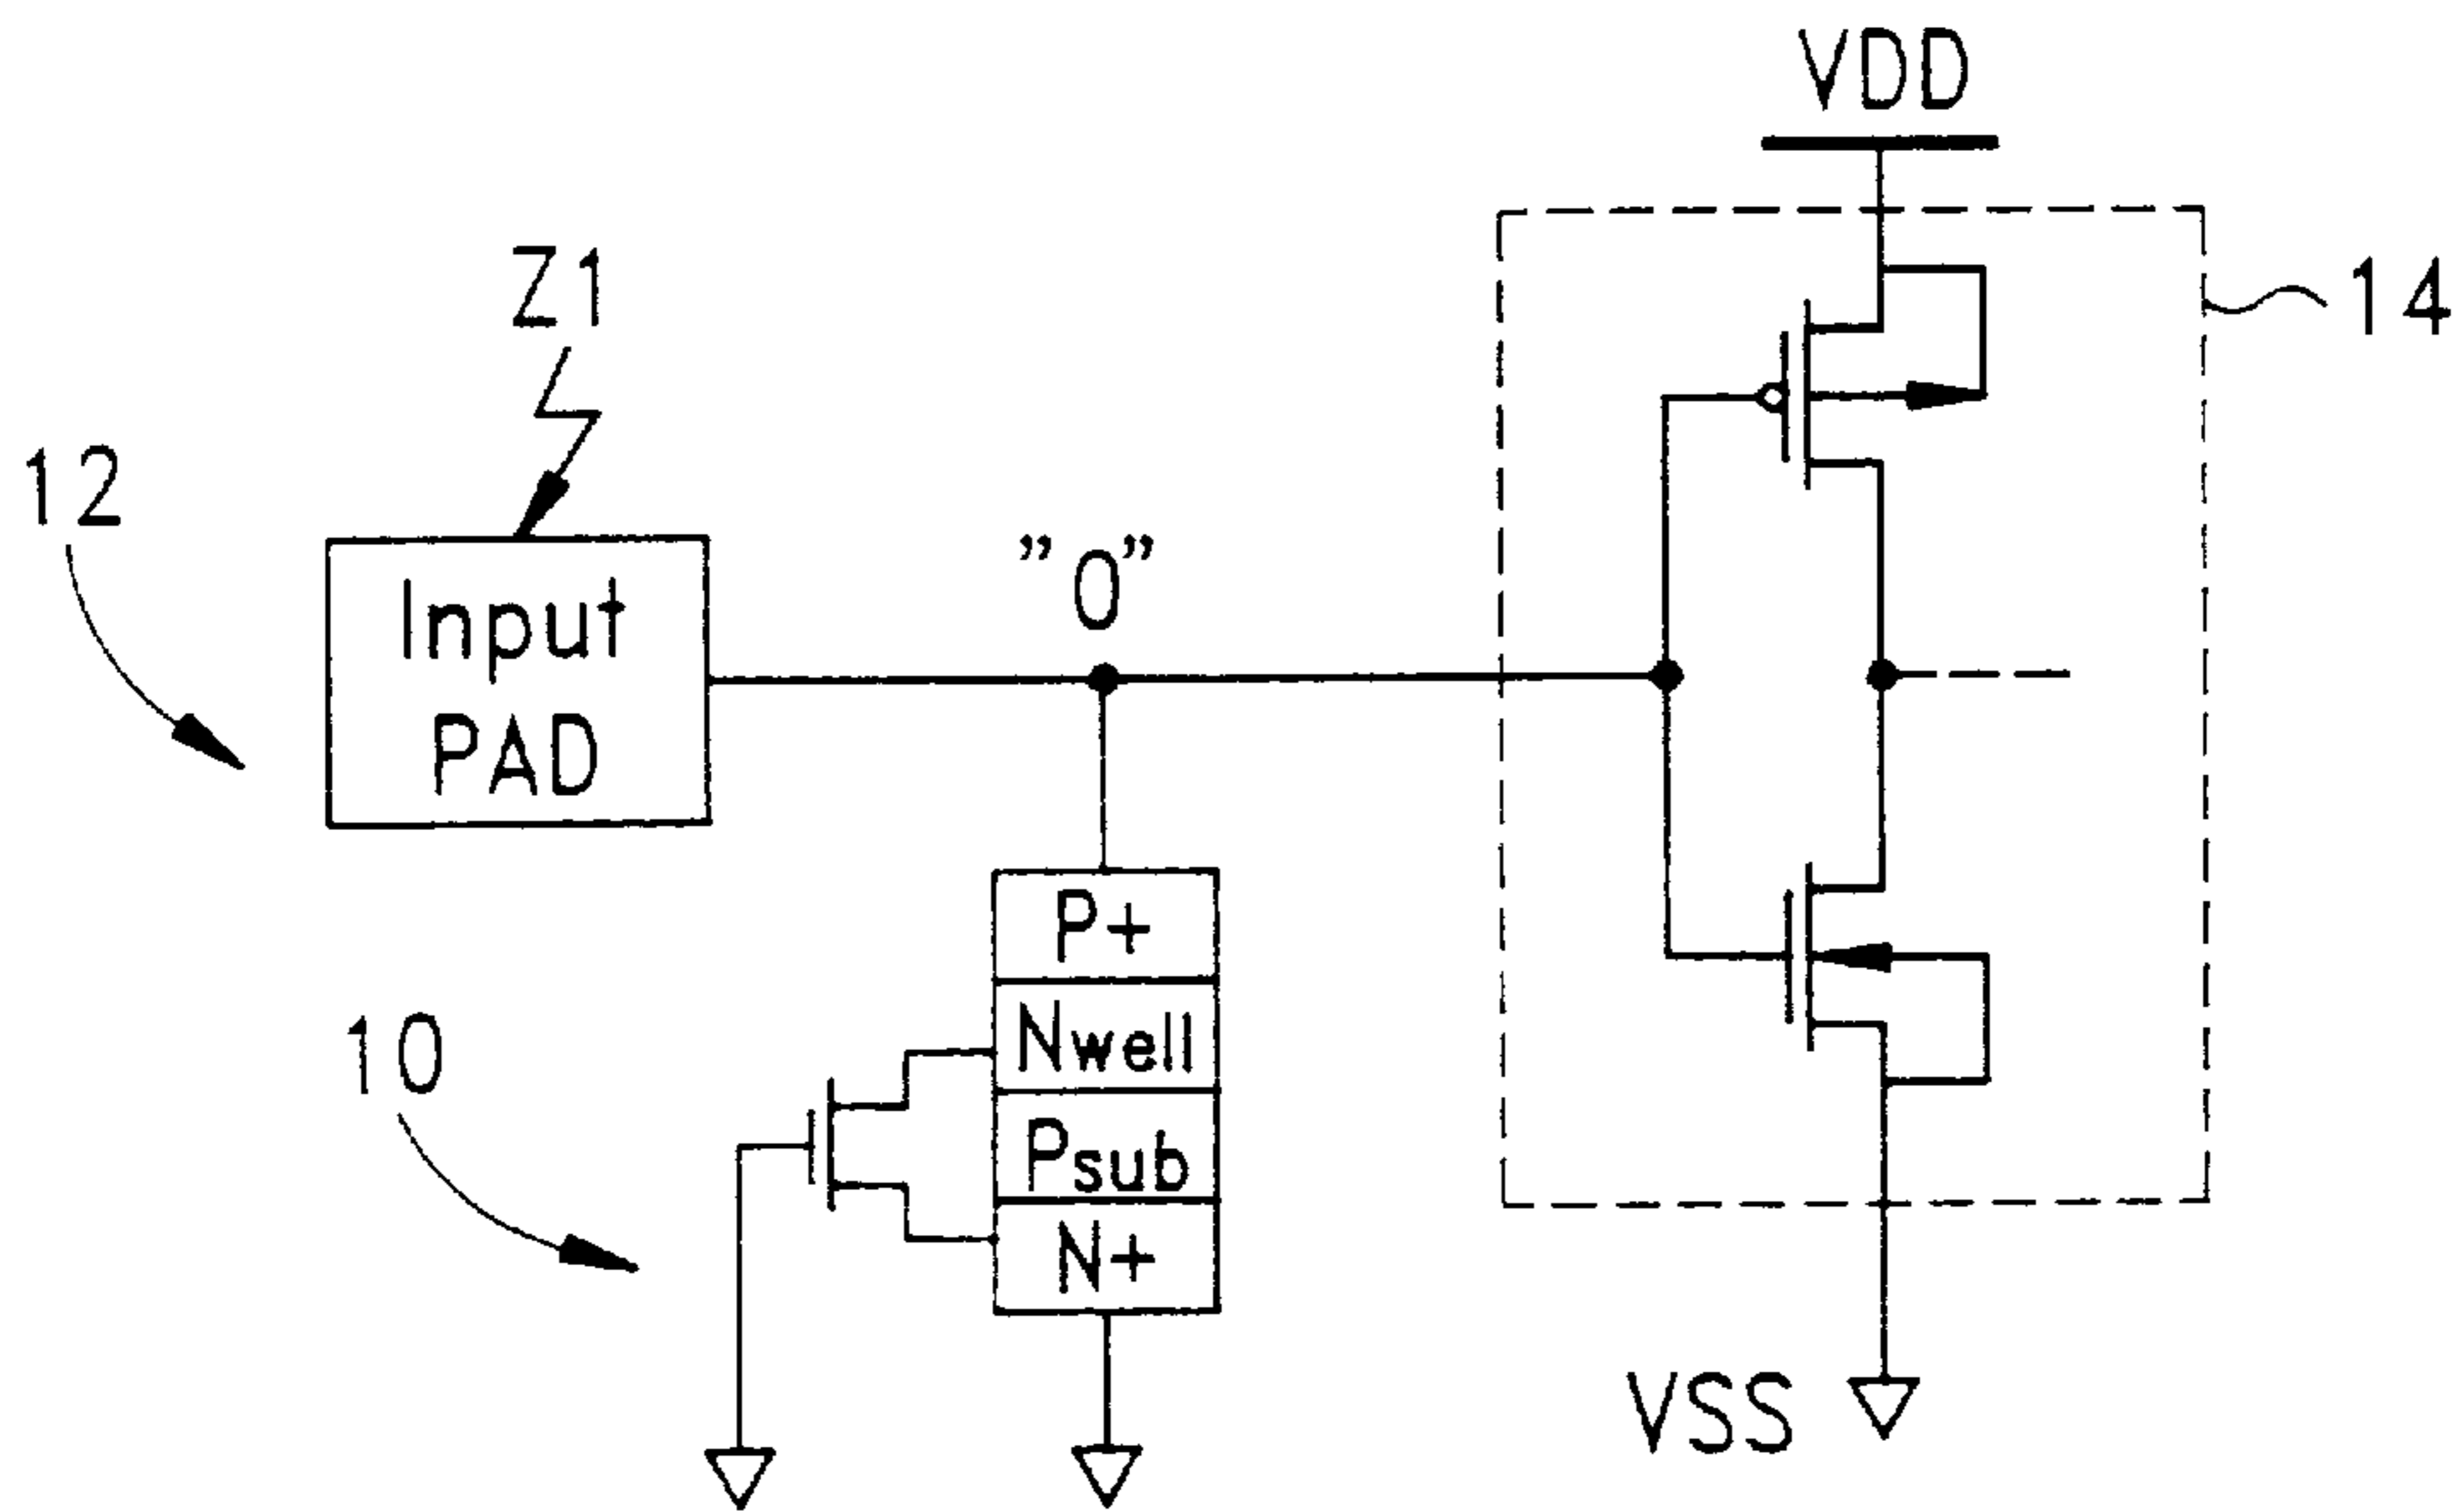 VDD
Z1
14
12
"0"
Input
PAD
P+
Nwell
10
Psub
N+
VSS